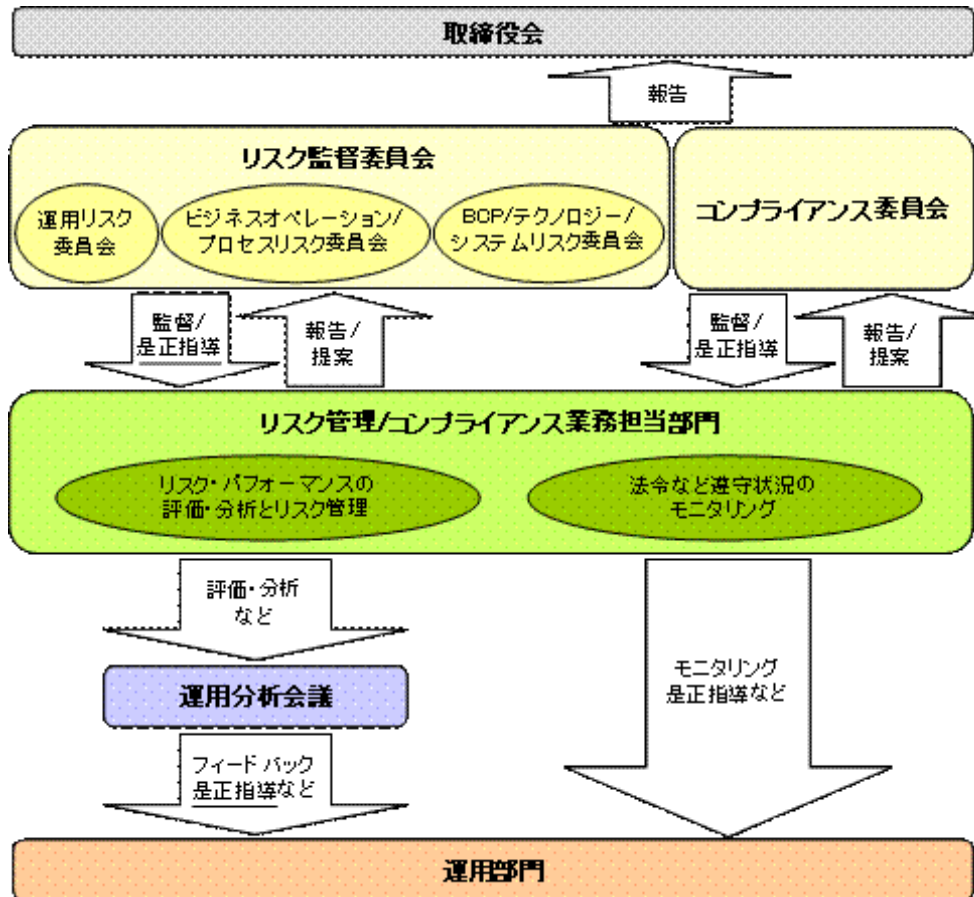 取締役会
報告
リスク監督委員会
運用リスク
委員会
ビジネスオペレーション/
プロセスリスク委員会
BCP/テクノロジー/
システムリスク委員会
コンプライアンス委員会
監督/
是正指導
報告/
提案
監督/
是正指導
報告/
提案
リスク管理/コンプライアンス業務担当部門
リスク・パフォーマンスの
評価・分析とリスク管理
法令など遵守状況の
モニタリング
評価・分析
など
運用分析会議
モニタリング
是正指導など
フィードバック
是正指導など
運用部門